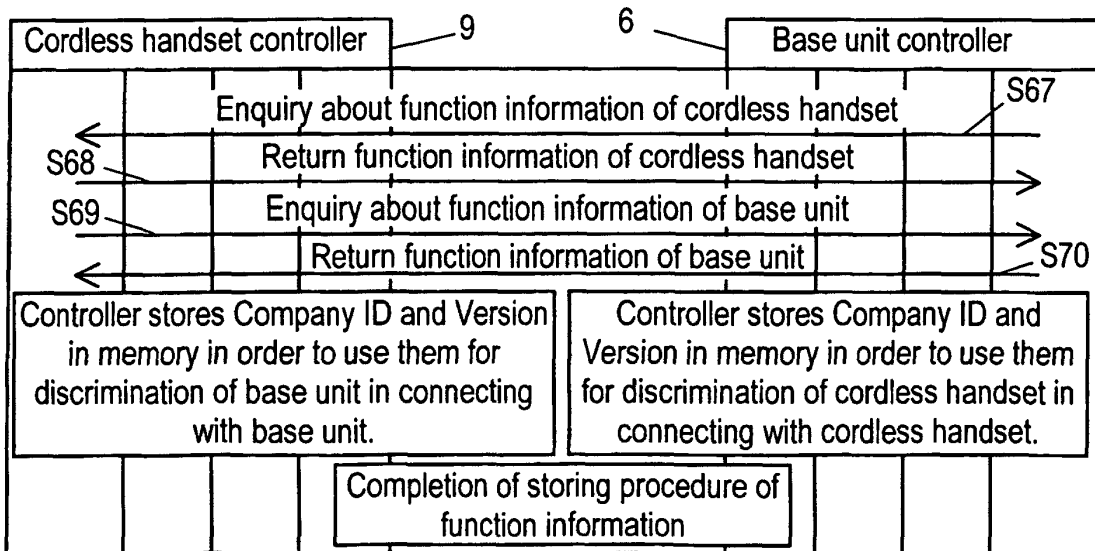 Cordless handset controller
9
6
Base unit controller
Enquiry about function information of cordless handset
S67
Return function information of cordless handset
S68
Enquiry about function information of base unit
S69
Return function information of base unit
S70
Controller stores Company ID and Version
in memory in order to use them for
discrimination of base unit in connecting
with base unit.
Controller stores Company ID and
Version in memory in order to use them
for discrimination of cordless handset in
connecting with cordless handset.
Completion of storing procedure of
function information